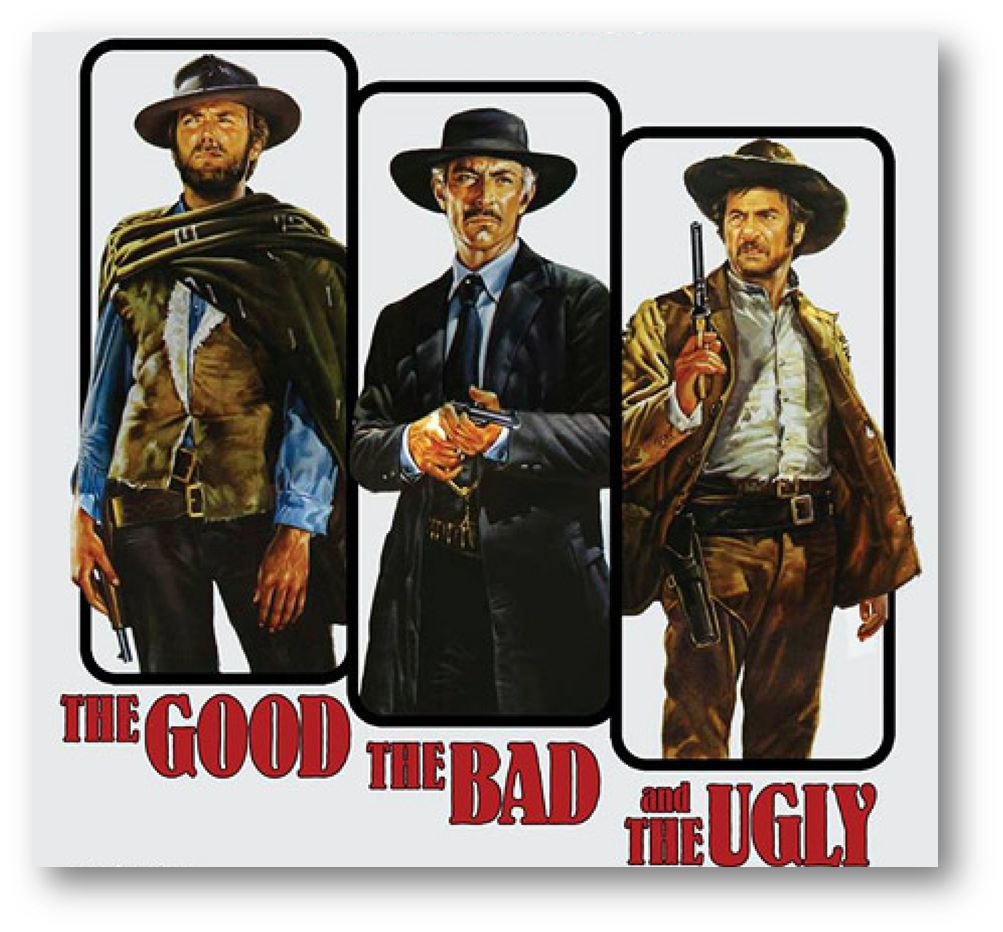 THE GOOD
THE BAD
and
THE UGLY